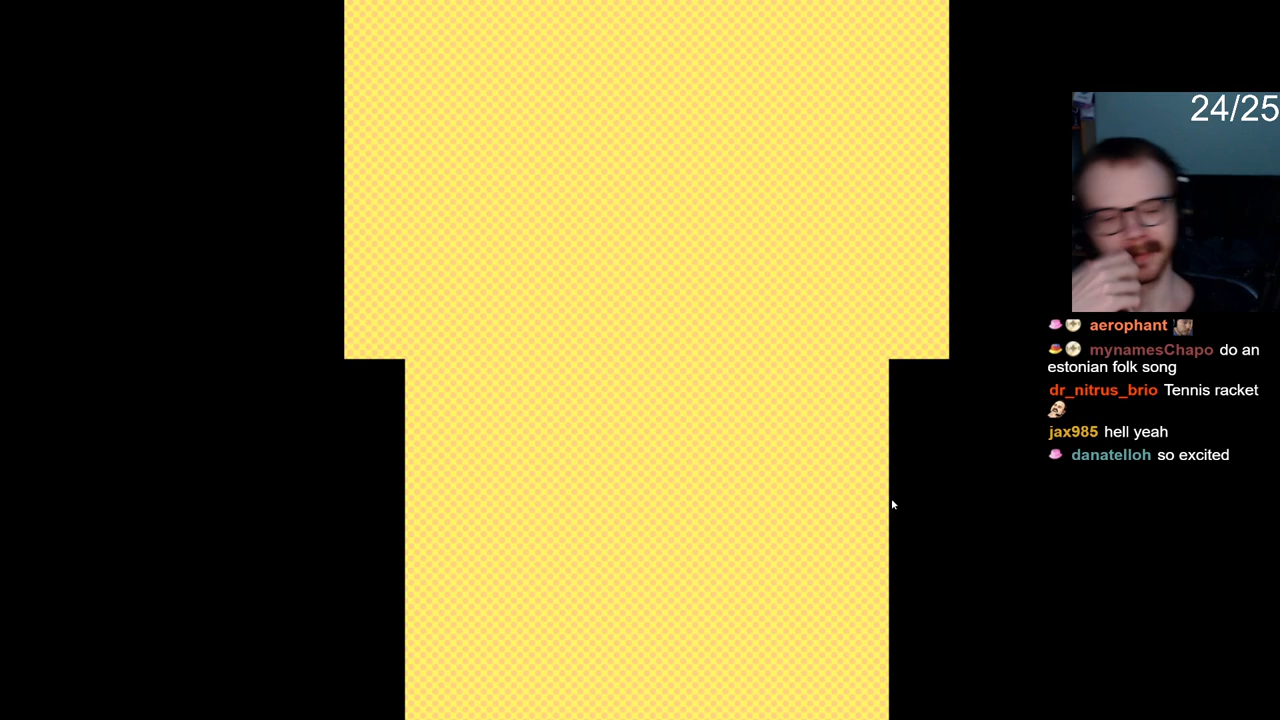 24/25
aerophant
mynamesChapo do an
estonian folk song
dr_nitrus_brio Tennis racket
jax985 hell yeah
danatelloh so excited